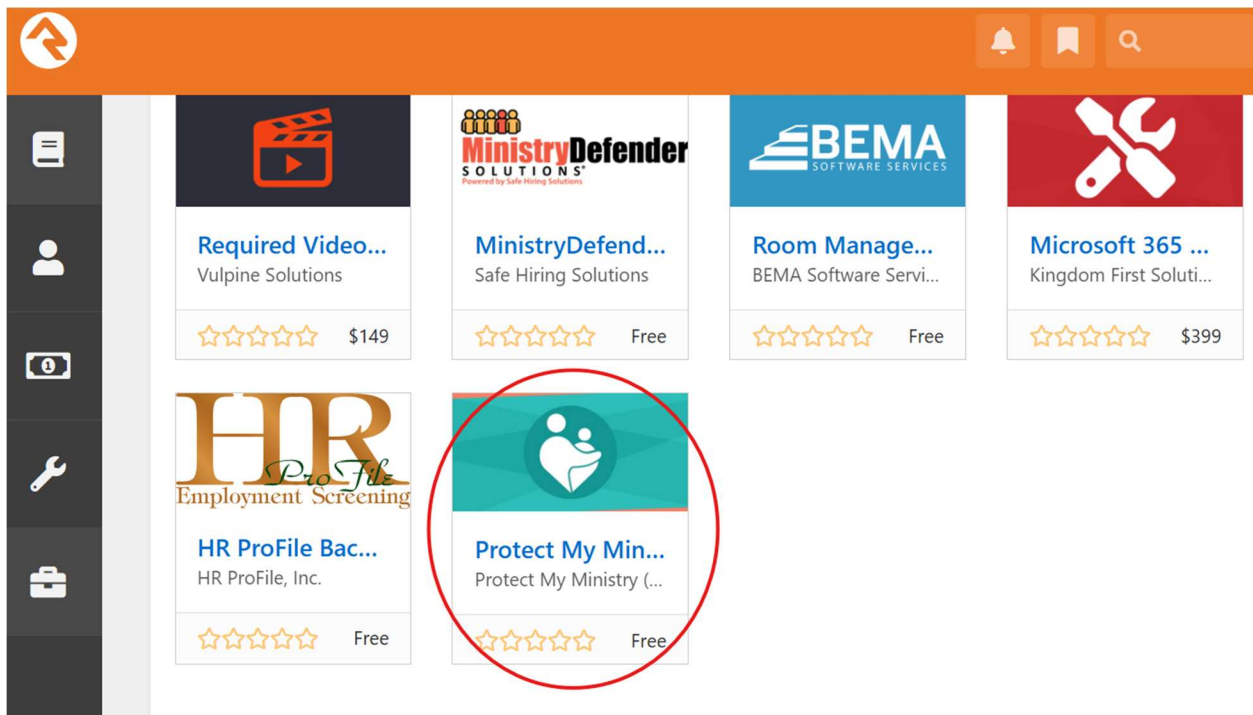 MinistryDefender
SOLUTIONS®
Powered by Safe Hiring Solutions
BEMA
SOFTWARE SERVICES
Required Video...
Vulpine Solutions
$149
MinistryDefend...
Safe Hiring Solutions
Free
Room Manage...
BEMA Software Servi...
Free
Microsoft 365 ...
Kingdom First Soluti...
$399
HR
ProFile
Employment Screening
HR ProFile Bac...
HR ProFile, Inc.
Free
Protect My Min...
Protect My Ministry (...
Free